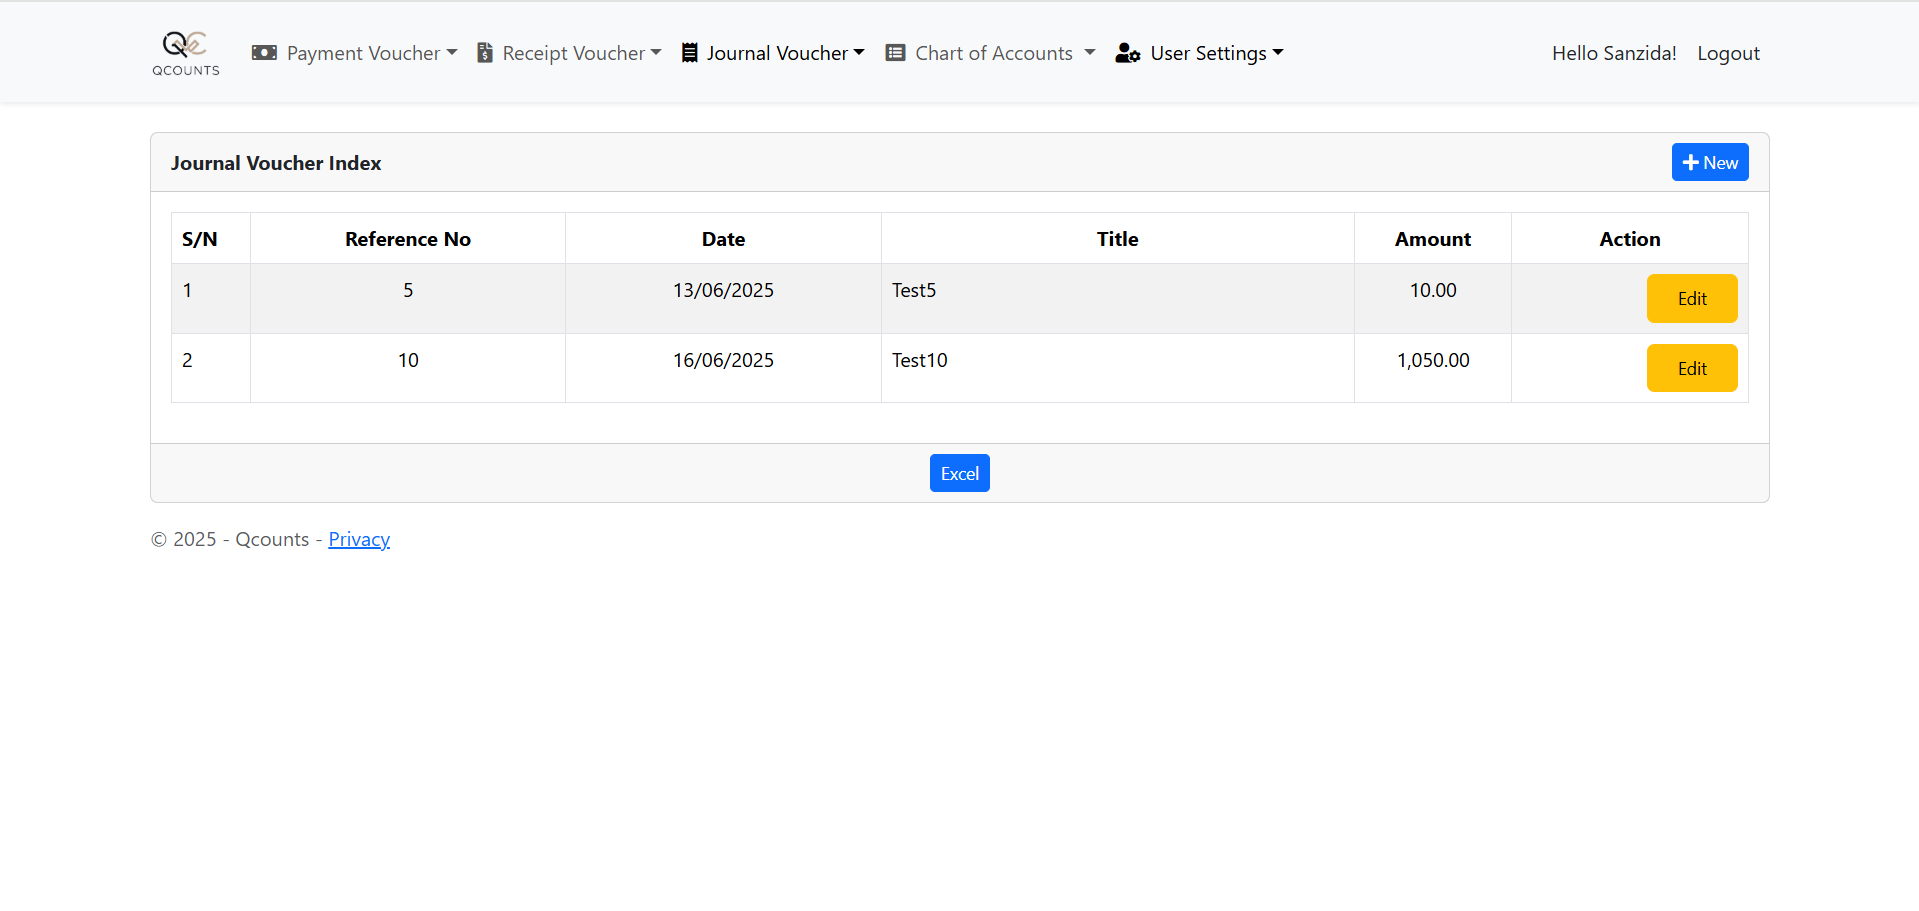 QCOUNTS Payment Voucher Receipt Voucher Journal Voucher Chart of Accounts User Settings Hello Sanzida! Logout
Journal Voucher Index New
S/N Reference No Date Title Amount Action
1 5 13/06/2025 Test5 10.00 Edit
2 10 16/06/2025 Test10 1,050.00 Edit
Excel
© 2025 - Qcounts - Privacy